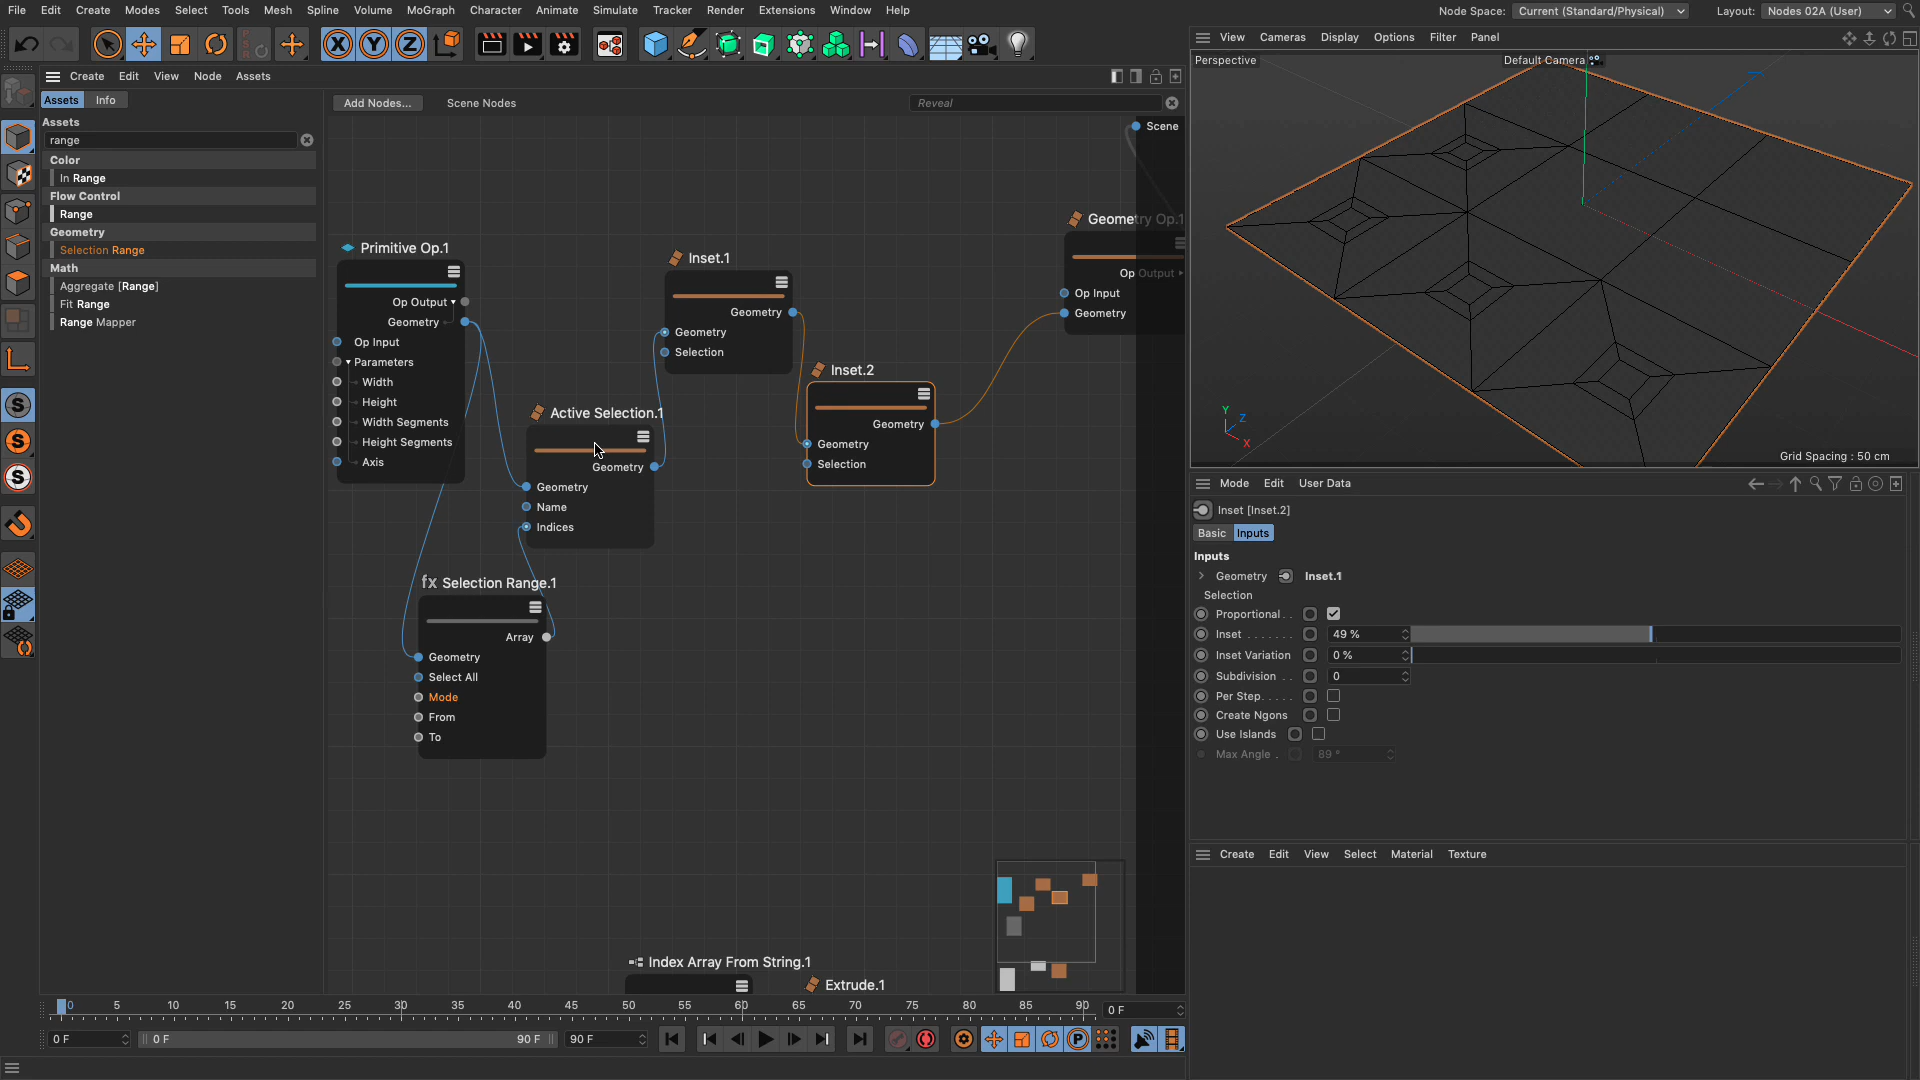 File Edit Create Modes Select Tools Mesh Spline Volume MoGraph Character Animate Simulate Tracker Render Extensions Window Help
Node Space: Current (Standard/Physical) Layout: Nodes 02A (User)
X Y Z
Create Edit View Node Assets
Assets Info
Assets
range
Color
In Range
Flow Control
Range
Geometry
Selection Range
Math
Aggregate [Range]
Fit Range
Range Mapper
Add Nodes... Scene Nodes Reveal
Scene
Primitive Op.1
Op Output
Geometry
Op Input
Parameters
Width
Height
Width Segments
Height Segments
Axis
Inset.1
Geometry
Geometry
Selection
Geometry Op.1
Op Output
Op Input
Geometry
Inset.2
Geometry
Geometry
Selection
Active Selection.1
Geometry
Geometry
Name
Indices
fx Selection Range.1
Array
Geometry
Select All
Mode
From
To
Index Array From String.1
Extrude.1
View Cameras Display Options Filter Panel
Perspective Default Camera
Y
Z
X
Grid Spacing : 50 cm
Mode Edit User Data
Inset [Inset.2]
Basic Inputs
Inputs
Geometry Inset.1
Selection
Proportional . .
Inset . . . . . . . 49 %
Inset Variation 0 %
Subdivision . . 0
Per Step. . . . .
Create Ngons
Use Islands
Max Angle . 89 °
Create Edit View Select Material Texture
0 5 10 15 20 25 30 35 40 45 50 55 60 65 70 75 80 85 90 0 F
0 F 0 F 90 F 90 F